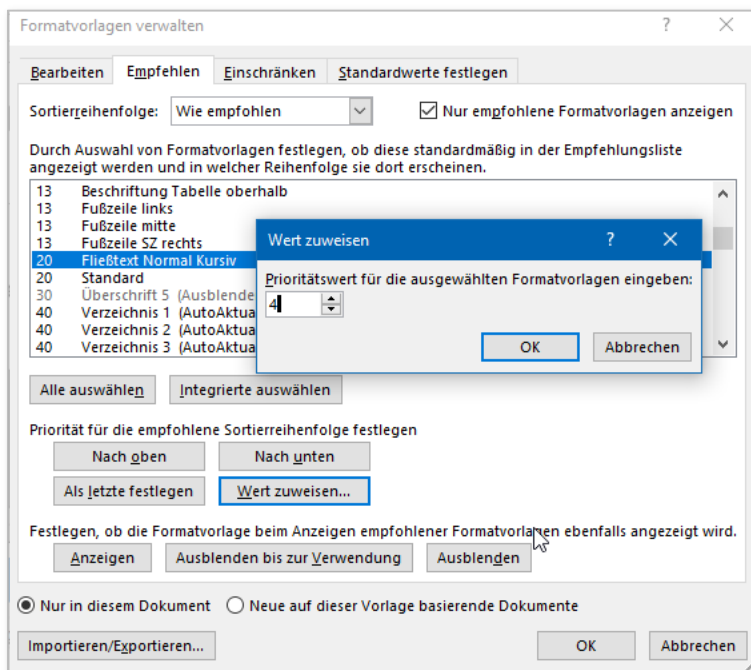 Formatvorlagen verwalten ? ×
Bearbeiten Empfehlen Einschränken Standardwerte festlegen
Sortierreihenfolge: Wie empfohlen Nur empfohlene Formatvorlagen anzeigen
Durch Auswahl von Formatvorlagen festlegen, ob diese standardmäßig in der Empfehlungsliste
angezeigt werden und in welcher Reihenfolge sie dort erscheinen.
13 Beschriftung Tabelle oberhalb
13 Fußzeile links
13 Fußzeile mitte
13 Fußzeile SZ rechts
20 Fließtext Normal Kursiv
20 Standard
30 Überschrift 5 (Ausblende
40 Verzeichnis 1 (AutoAktua
40 Verzeichnis 2 (AutoAktua
40 Verzeichnis 3 (AutoAktua
Wert zuweisen ? ×
Prioritätswert für die ausgewählten Formatvorlagen eingeben:
4
OK Abbrechen
Alle auswählen Integrierte auswählen
Priorität für die empfohlene Sortierreihenfolge festlegen
Nach oben Nach unten
Als letzte festlegen Wert zuweisen...
Festlegen, ob die Formatvorlage beim Anzeigen empfohlener Formatvorlagen ebenfalls angezeigt wird.
Anzeigen Ausblenden bis zur Verwendung Ausblenden
Nur in diesem Dokument Neue auf dieser Vorlage basierende Dokumente
Importieren/Exportieren... OK Abbrechen